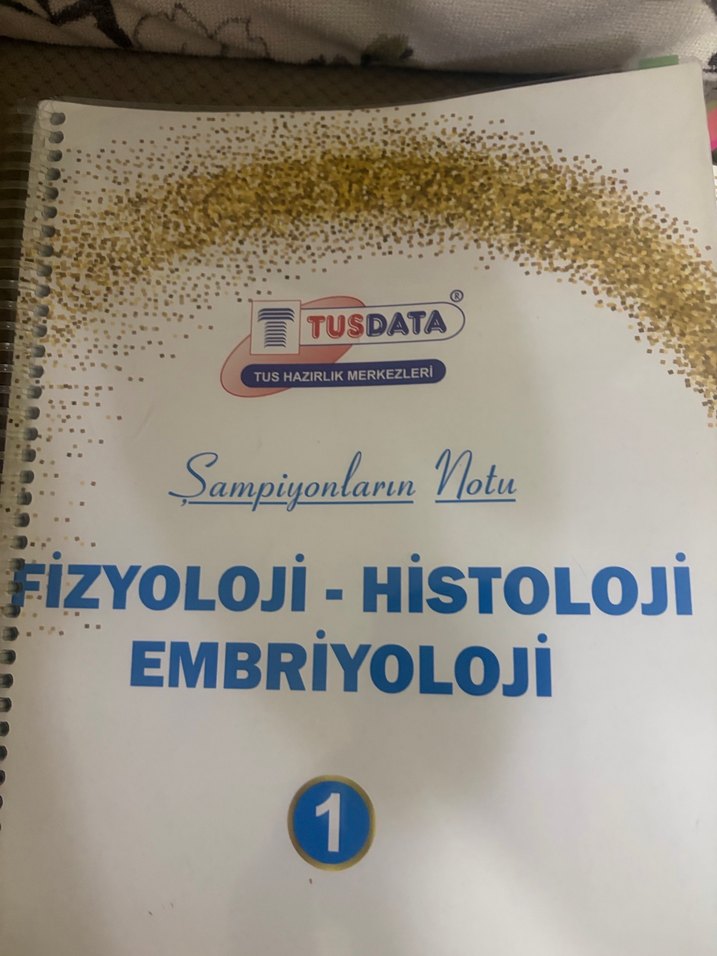 TUSDATA®
TUS HAZIRLIK MERKEZLERİ
Şampiyonların Notu
FİZYOLOJİ - HİSTOLOJİ
EMBRİYOLOJİ
1